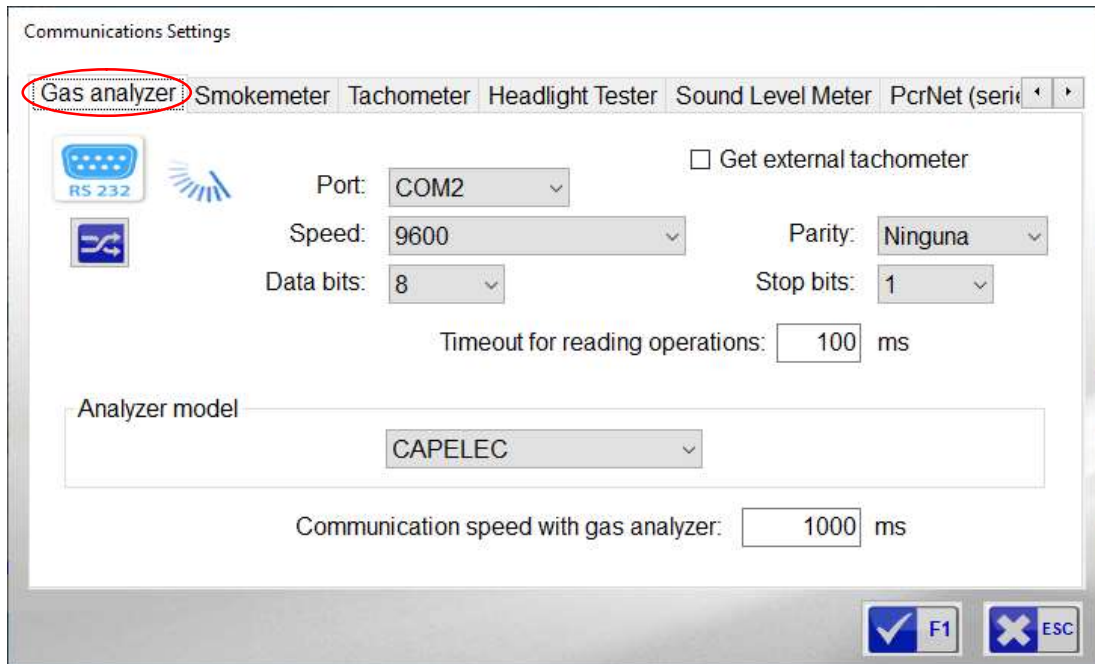 Communications Settings
Gas analyzer Smokemeter Tachometer Headlight Tester Sound Level Meter PcrNet (serie
RS 232
Get external tachometer
Port: COM2
Speed: 9600 Parity: Ninguna
Data bits: 8 Stop bits: 1
Timeout for reading operations: 100 ms
Analyzer model
CAPELEC
Communication speed with gas analyzer: 1000 ms
F1 ESC